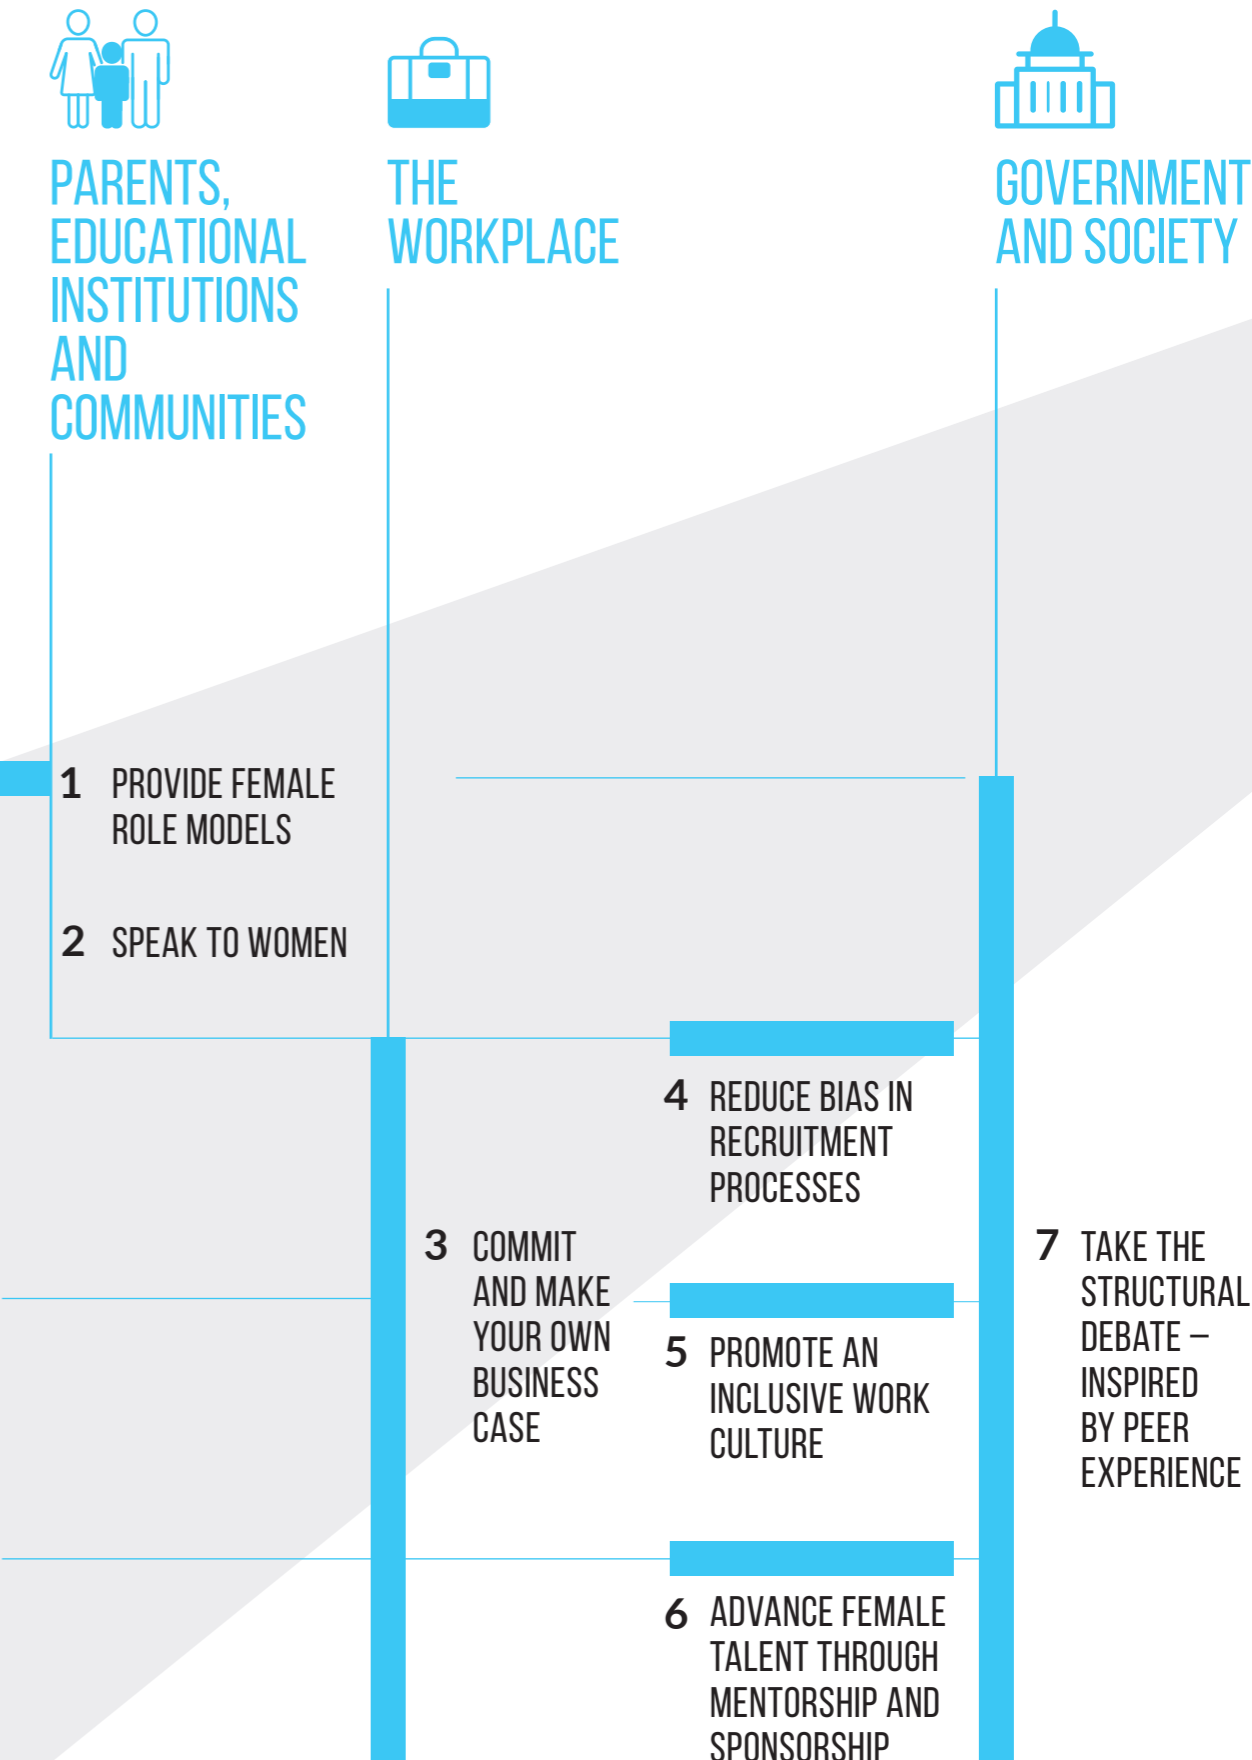 PARENTS,
EDUCATIONAL
INSTITUTIONS
AND
COMMUNITIES
THE
WORKPLACE
GOVERNMENT
AND SOCIETY
1 PROVIDE FEMALE
ROLE MODELS
2 SPEAK TO WOMEN
3 COMMIT
AND MAKE
YOUR OWN
BUSINESS
CASE
4 REDUCE BIAS IN
RECRUITMENT
PROCESSES
5 PROMOTE AN
INCLUSIVE WORK
CULTURE
6 ADVANCE FEMALE
TALENT THROUGH
MENTORSHIP AND
SPONSORSHIP
7 TAKE THE
STRUCTURAL
DEBATE –
INSPIRED
BY PEER
EXPERIENCE